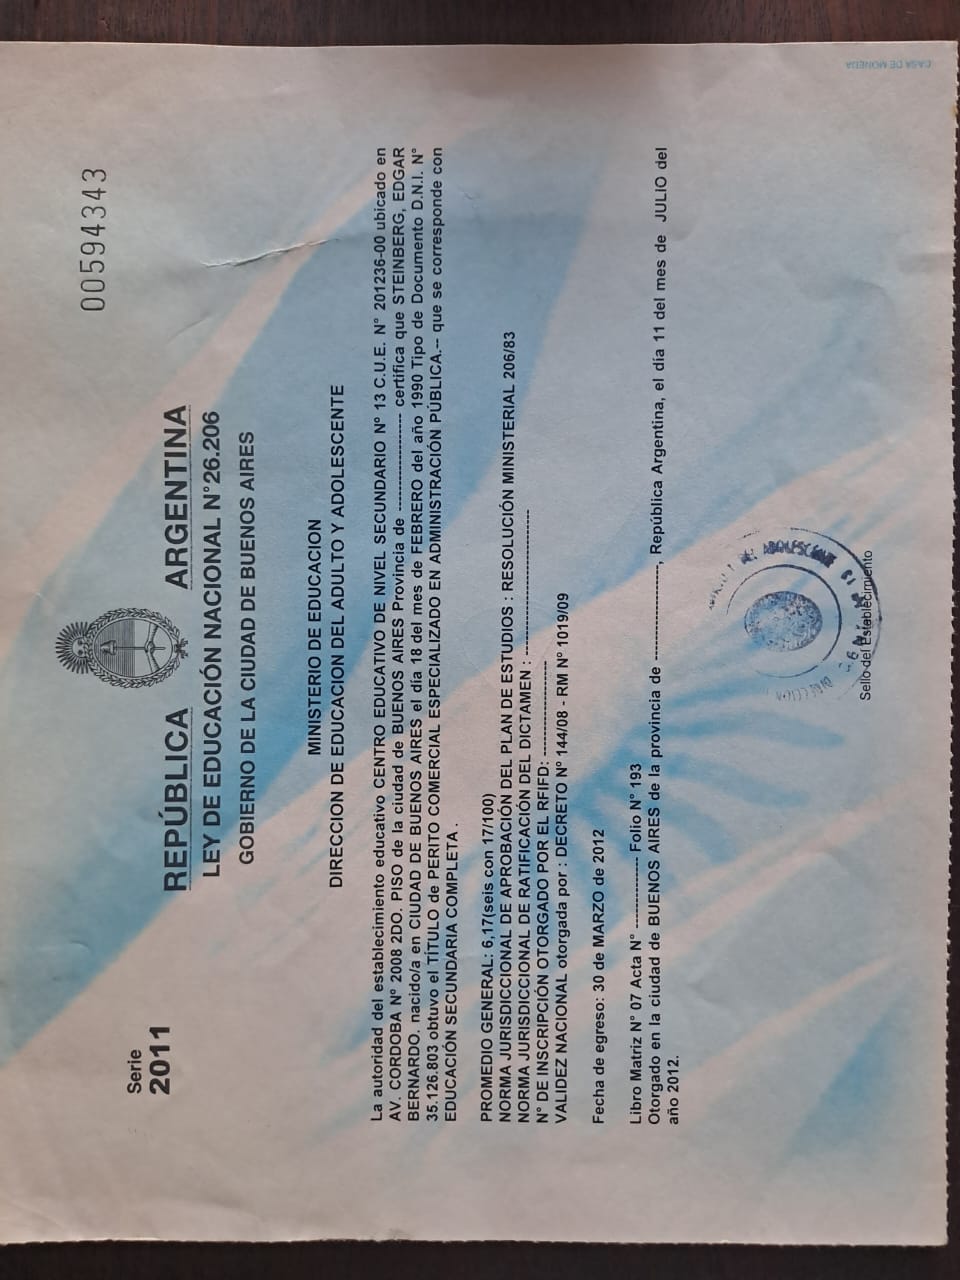 CASA DE MONEDA
00594343
Serie
2011
REPÚBLICA ARGENTINA
LEY DE EDUCACIÓN NACIONAL N°26.206
GOBIERNO DE LA CIUDAD DE BUENOS AIRES
MINISTERIO DE EDUCACION
DIRECCION DE EDUCACION DEL ADULTO Y ADOLESCENTE
La autoridad del establecimiento educativo CENTRO EDUCATIVO DE NIVEL SECUNDARIO Nº 13 C.U.E. N° 201236-00 ubicado en
AV. CORDOBA Nº 2008 2DO. PISO de la ciudad de BUENOS AIRES Provincia de ---------------- certifica que STEINBERG, EDGAR
BERNARDO. nacido/a en CIUDAD DE BUENOS AIRES el día 18 del mes de FEBRERO del año 1990 Tipo de Documento D.N.I. N°
35.126.803 obtuvo el TÍTULO de PERITO COMERCIAL ESPECIALIZADO EN ADMINISTRACIÓN PÚBLICA.-- que se corresponde con
EDUCACIÓN SECUNDARIA COMPLETA .
PROMEDIO GENERAL: 6,17(seis con 17/100)
NORMA JURISDICCIONAL DE APROBACIÓN DEL PLAN DE ESTUDIOS : RESOLUCIÓN MINISTERIAL 206/83
NORMA JURISDICCIONAL DE RATIFICACIÓN DEL DICTAMEN : ------------------------
N° DE INSCRIPCIÓN OTORGADO POR EL RFIFD: ----------------
VALIDEZ NACIONAL otorgada por : DECRETO Nº 144/08 - RM Nº 1019/09
Fecha de egreso: 30 de MARZO de 2012
Libro Matriz N° 07 Acta N° ------------- Folio N° 193
Otorgado en la ciudad de BUENOS AIRES de la provincia de ----------------, República Argentina, el día 11 del mes de JULIO del
año 2012.
DIRECCION DEL ADOLESCENTE
Sello del Establecimiento